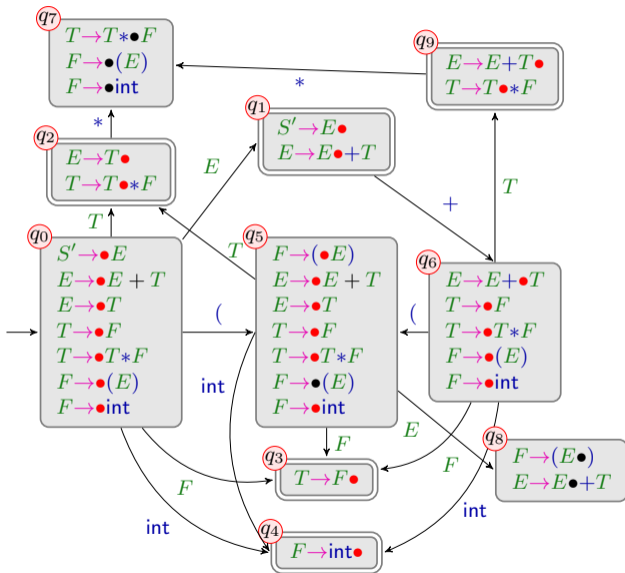 q7
T→T*●F
F→●(E)
F→●int
q9
E→E+T●
T→T●*F
*
q1
S'→E●
E→E●+T
*
q2
E→T●
T→T●*F
E
T
+
T
T
q0
S'→●E
E→●E + T
E→●T
T→●F
T→●T*F
F→●(E)
F→●int
(
q5
F→(●E)
E→●E + T
E→●T
T→●F
T→●T*F
F→●(E)
F→●int
(
q6
E→E+●T
T→●F
T→●T*F
F→●(E)
F→●int
int
E
F
q8
F→(E●)
E→E●+T
q3
T→F●
F
F
int
int
q4
F→int●